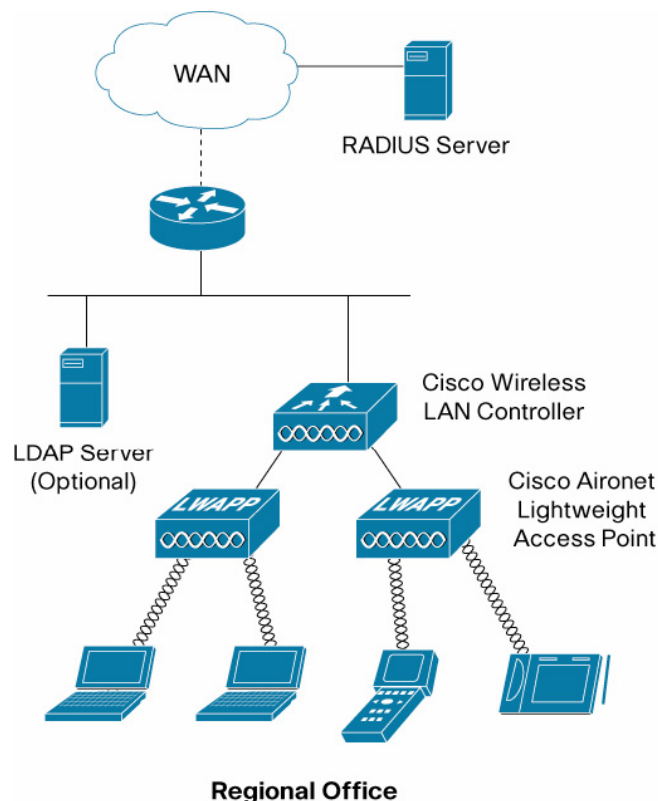 WAN
RADIUS Server
Cisco Wireless
LAN Controller
LDAP Server
(Optional)
LWAPP
LWAPP
Cisco Aironet
Lightweight
Access Point
Regional Office